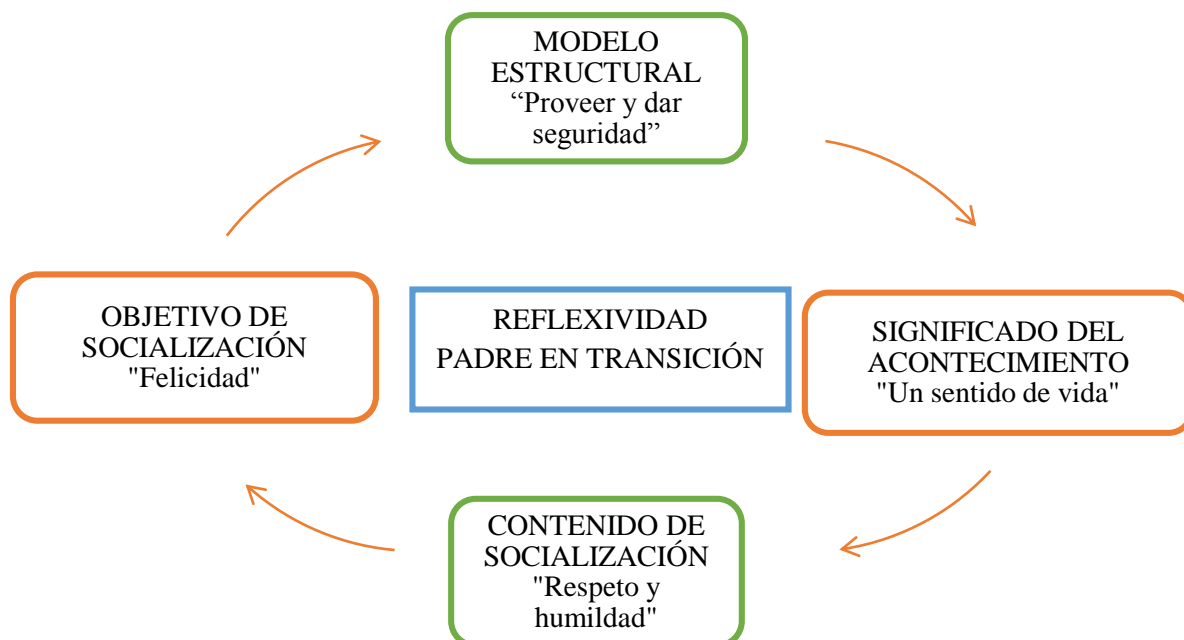 MODELO
ESTRUCTURAL
“Proveer y dar
seguridad”
OBJETIVO DE
SOCIALIZACIÓN
"Felicidad"
REFLEXIVIDAD
PADRE EN TRANSICIÓN
SIGNIFICADO DEL
ACONTECIMIENTO
"Un sentido de vida"
CONTENIDO DE
SOCIALIZACIÓN
"Respeto y
humildad"